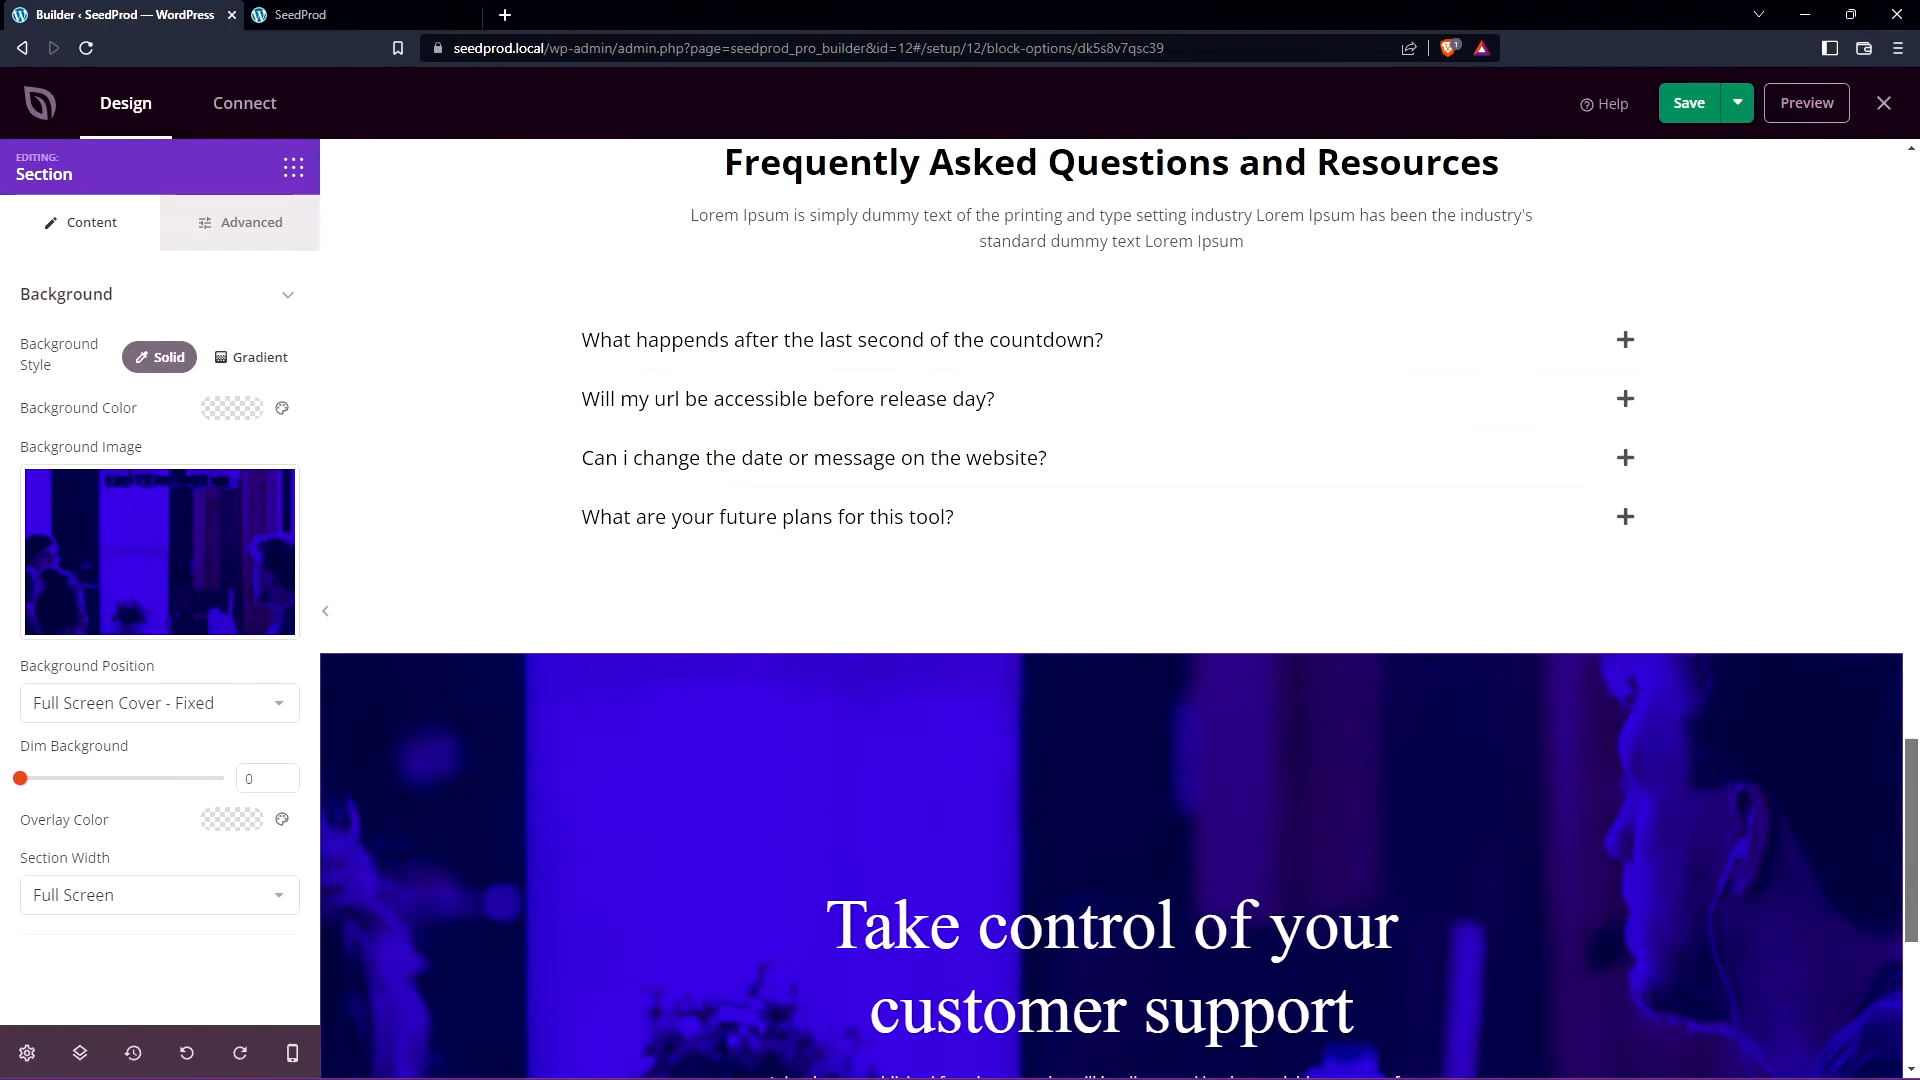 Builder ‹ SeedProd — WordPress
SeedProd
seedprod.local/wp-admin/admin.php?page=seedprod_pro_builder&id=12#/setup/12/block-options/dk5s8v7qsc39
1
Design
Connect
Help
Save
Preview
EDITING:
Section
Content
Advanced
Background
Background Style
Solid
Gradient
Background Color
Background Image
Background Position
Full Screen Cover - Fixed
Dim Background
0
Overlay Color
Section Width
Full Screen
Frequently Asked Questions and Resources
Lorem Ipsum is simply dummy text of the printing and type setting industry Lorem Ipsum has been the industry's
standard dummy text Lorem Ipsum
What happends after the last second of the countdown?
Will my url be accessible before release day?
Can i change the date or message on the website?
What are your future plans for this tool?
Take control of your
customer support